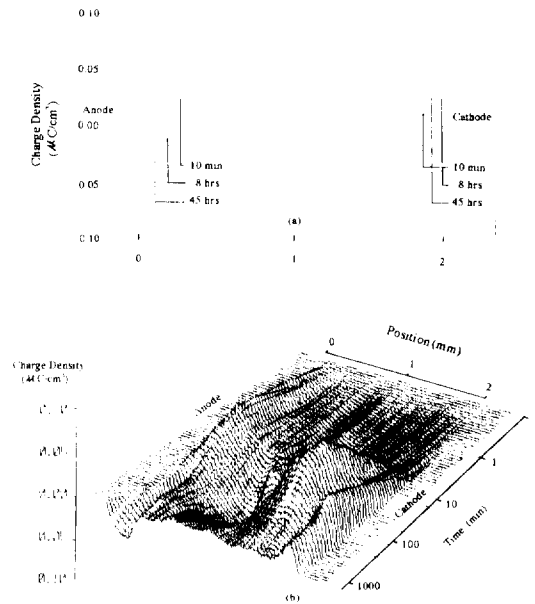 0.10
0.05
Charge Density
(μC/cm³)
Anode
0.00
Cathode
10 min
10 min
0.05
8 hrs
8 hrs
45 hrs
45 hrs
(a)
0.10
0
1
2
Position (mm)
0
1
2
Charge Density
(μC/cm³)
Anode
1
10
Cathode
Time (min)
100
1000
(b)